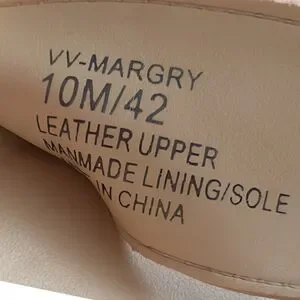 VV-MARGRY
10M/42
LEATHER UPPER
MANMADE LINING/SOLE
IN CHINA